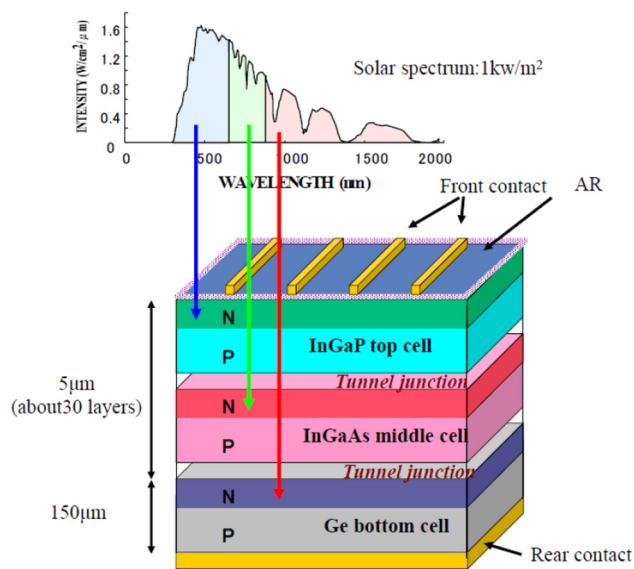 INTENSITY (W/cm²/μm)
1.6
1.2
0.8
0.4
0
0
500
1000
1500
2000
WAVELENGTH (nm)
Solar spectrum:1kw/m²
Front contact
AR
N
P
InGaP top cell
Tunnel junction
N
P
InGaAs middle cell
Tunnel junction
N
P
Ge bottom cell
5μm
(about30 layers)
150μm
Rear contact